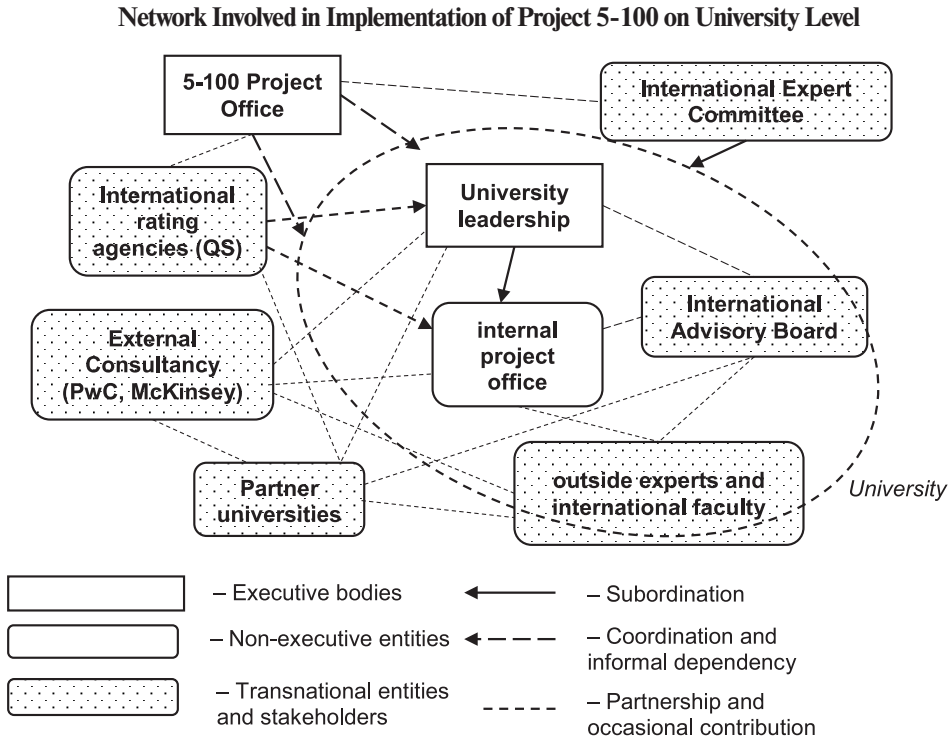 Network Involved in Implementation of Project 5-100 on University Level
5-100 Project
Office
International Expert
Committee
International
rating
agencies (QS)
University
leadership
External
Consultancy
(PwC, McKinsey)
internal
project
office
International
Advisory Board
Partner
universities
outside experts and
international faculty
University
– Executive bodies
– Subordination
– Non-executive entities
– Coordination and
informal dependency
– Transnational entities
and stakeholders
– Partnership and
occasional contribution